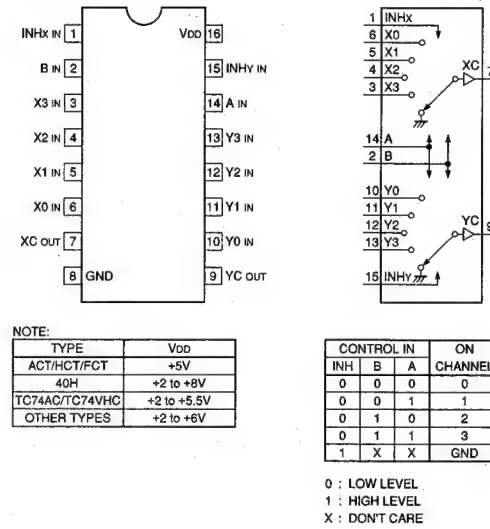 INHX IN 1
VDD 16
B IN 2
15 INHY IN
X3 IN 3
14 A IN
X2 IN 4
13 Y3 IN
X1 IN 5
12 Y2 IN
X0 IN 6
11 Y1 IN
XC OUT 7
10 Y0 IN
8 GND
9 YC OUT
1 INHX
6 X0
5 X1
4 X2
3 X3
XC
14 A
2 B
10 Y0
11 Y1
12 Y2
13 Y3
YC 9
15 INHY
NOTE:
TYPE VDD
ACT/HCT/FCT +5V
40H +2 to +8V
TC74AC/TC74VHC +2 to +5.5V
OTHER TYPES +2 to +6V
CONTROL IN ON
INH B A CHANNEL
0 0 0 0
0 0 1 1
0 1 0 2
0 1 1 3
1 X X GND
0 : LOW LEVEL
1 : HIGH LEVEL
X : DON'T CARE